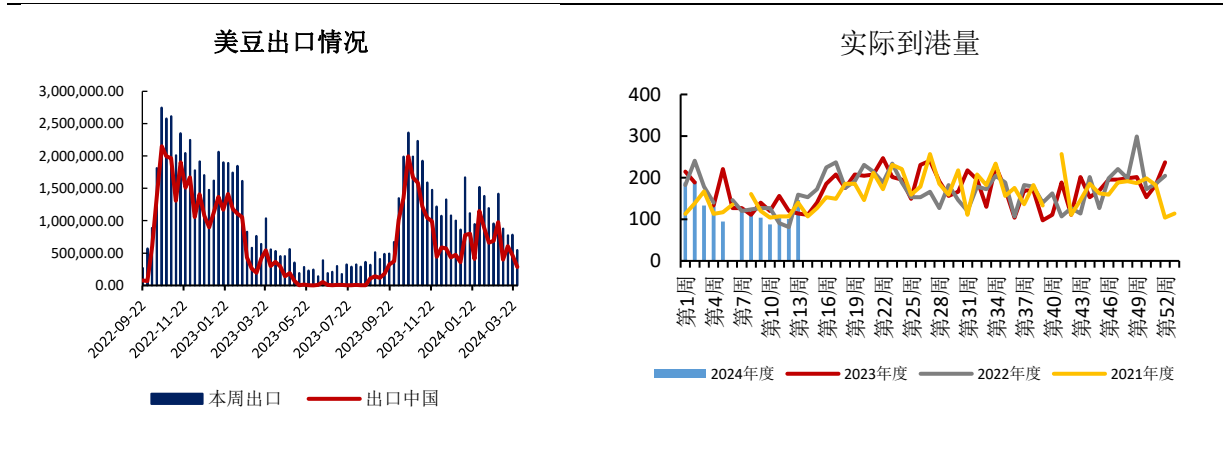 美豆出口情况
3,000,000.00
2,500,000.00
2,000,000.00
1,500,000.00
1,000,000.00
500,000.00
0.00
2022-09-22
2022-11-22
2023-01-22
2023-03-22
2023-05-22
2023-07-22
2023-09-22
2023-11-22
2024-01-22
2024-03-22
本周出口
出口中国
实际到港量
400
300
200
100
0
第1周
第4周
第7周
第10周
第13周
第16周
第19周
第22周
第25周
第28周
第31周
第34周
第37周
第40周
第43周
第46周
第49周
第52周
2024年度
2023年度
2022年度
2021年度